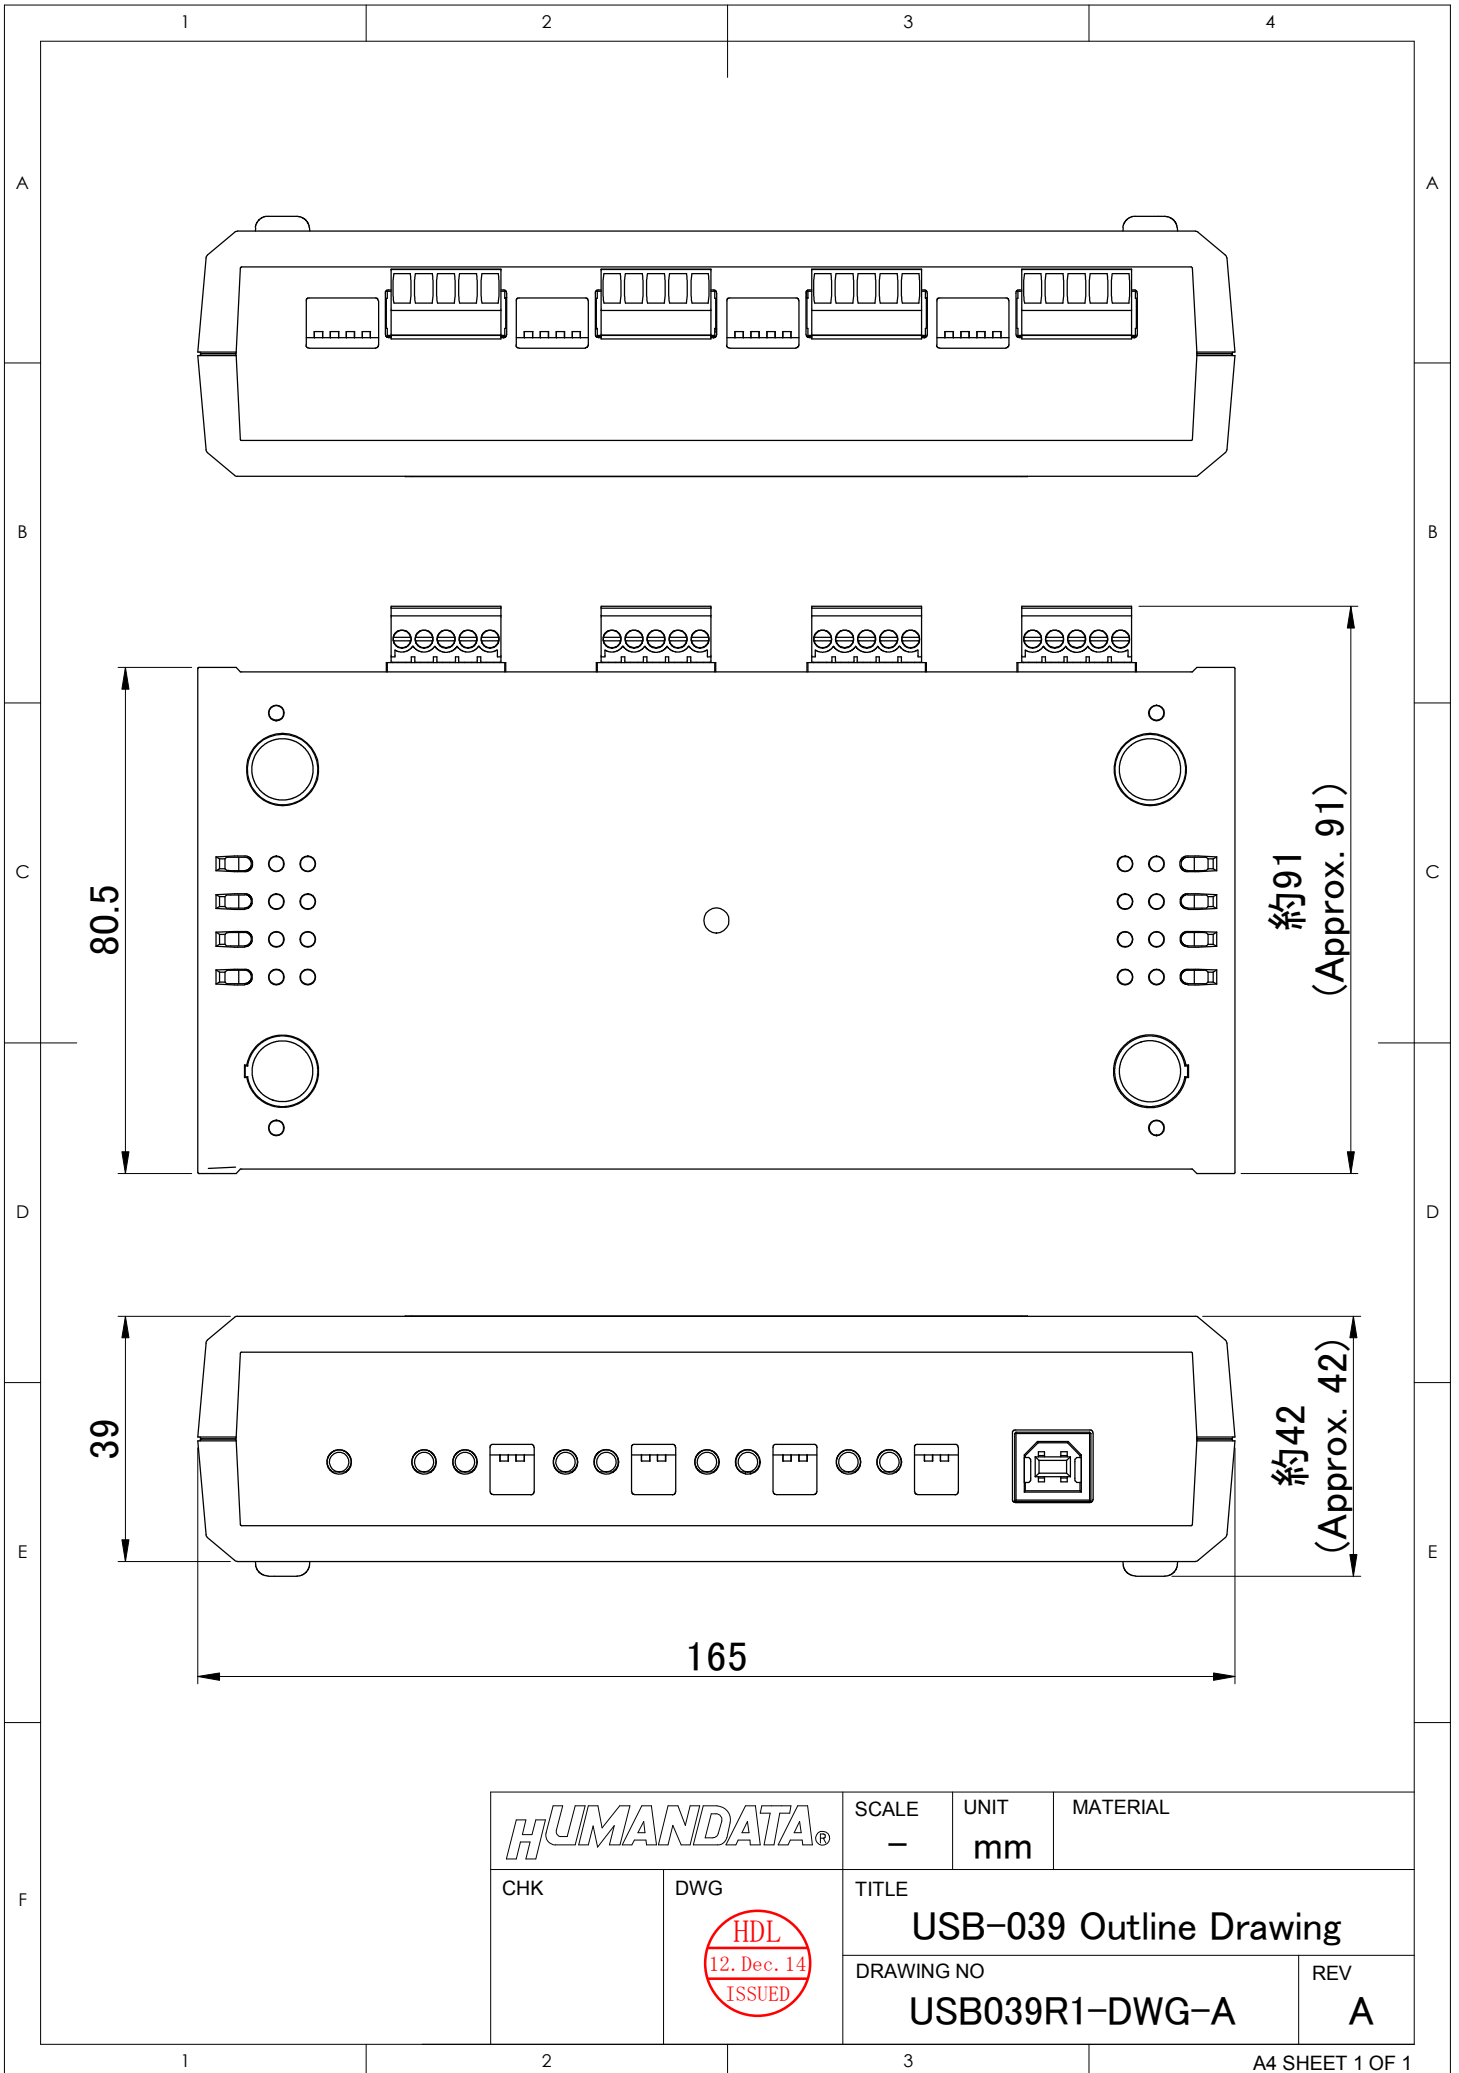 1 2 3 4
A A
B B
80.5
約91
(Approx. 91)
C C
D D
39
約42
(Approx. 42)
E E
165
HUMANDATA®
SCALE
-
UNIT
mm
MATERIAL
CHK
DWG
HDL
12. Dec. 14
ISSUED
TITLE
USB-039 Outline Drawing
DRAWING NO
USB039R1-DWG-A
REV
A
F
1 2 3
A4 SHEET 1 OF 1